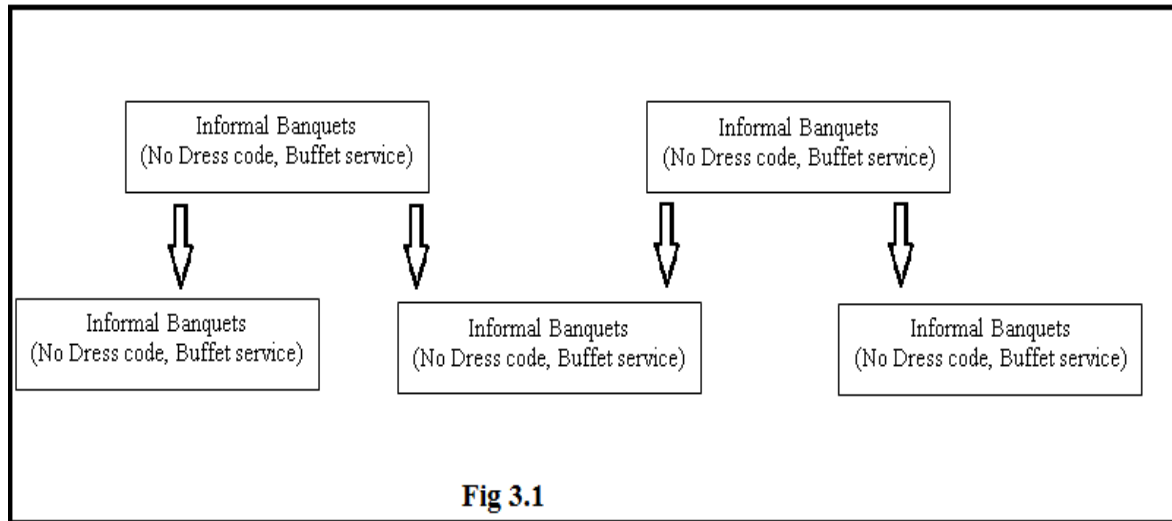 Informal Banquets
(No Dress code, Buffet service)
Informal Banquets
(No Dress code, Buffet service)
Informal Banquets
(No Dress code, Buffet service)
Informal Banquets
(No Dress code, Buffet service)
Informal Banquets
(No Dress code, Buffet service)
Fig 3.1